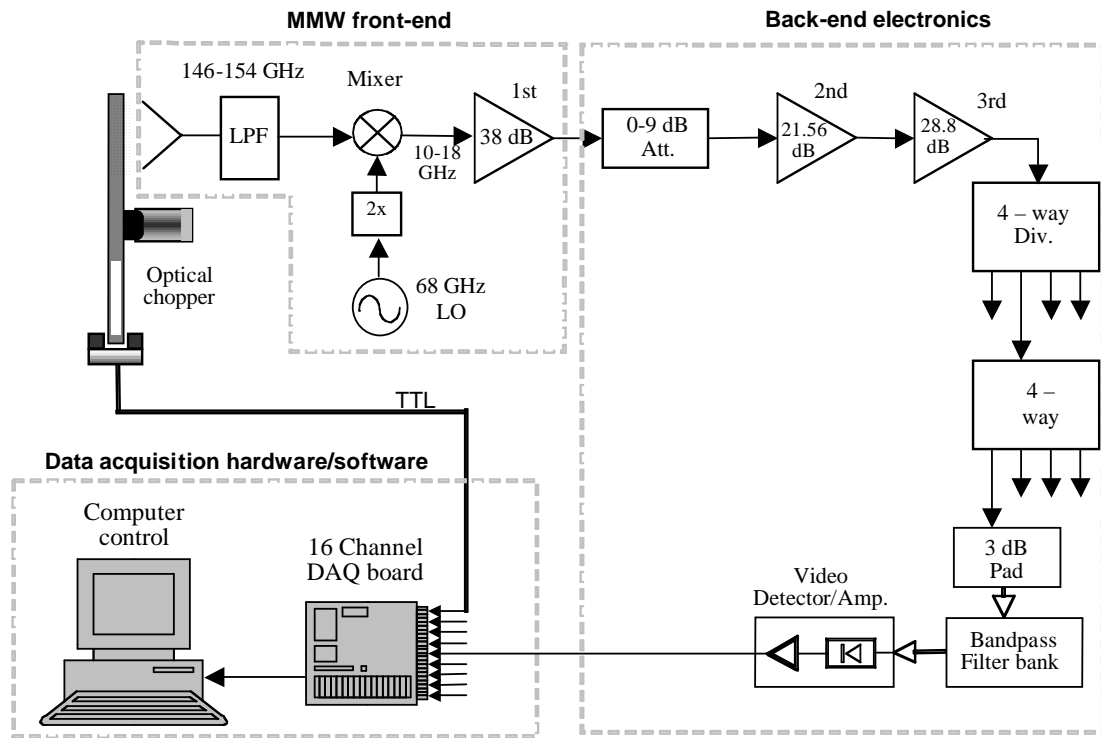 MMW front-end
Back-end electronics
146-154 GHz
Mixer
1st
2nd
3rd
LPF
38 dB
10-18
GHz
0-9 dB
Att.
21.56
dB
28.8
dB
2x
4 – way
Div.
Optical
chopper
68 GHz
LO
4 –
way
TTL
Data acquisition hardware/software
Computer
control
16 Channel
DAQ board
Video
Detector/Amp.
3 dB
Pad
Bandpass
Filter bank